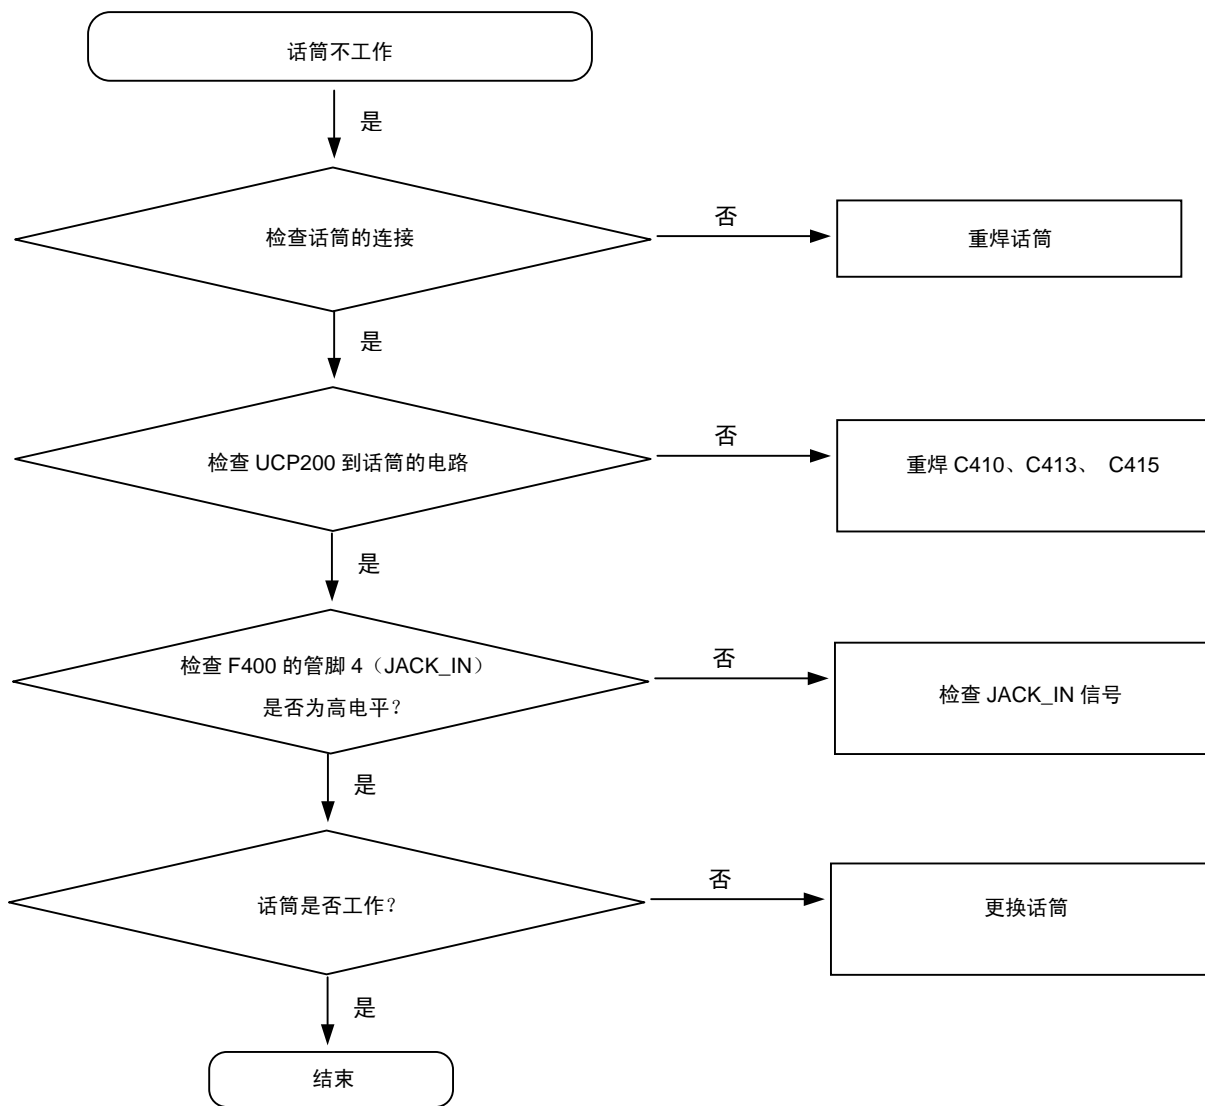 话筒不工作
是
检查话筒的连接
否
重焊话筒
是
检查 UCP200 到话筒的电路
否
重焊 C410、C413、 C415
是
检查 F400 的管脚 4（JACK_IN）
是否为高电平？
否
检查 JACK_IN 信号
是
话筒是否工作？
否
更换话筒
是
结束